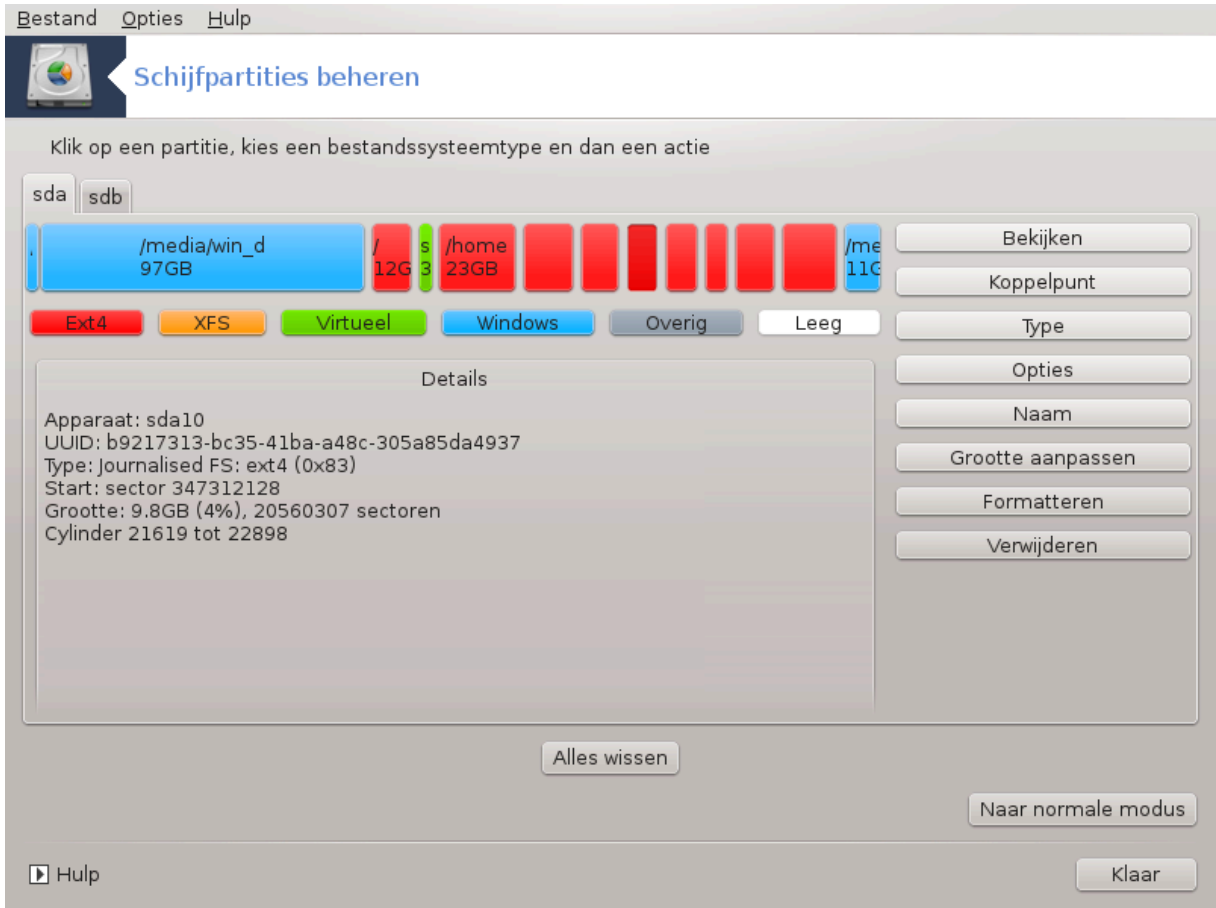 Bestand Opties Hulp
Schijfpartities beheren
Klik op een partitie, kies een bestandssysteemtype en dan een actie
sda sdb
/media/win_d / s /home /me
97GB 12G 3 23GB 11G
Ext4 XFS Virtueel Windows Overig Leeg
Bekijken
Koppelpunt
Type
Opties
Naam
Grootte aanpassen
Formatteren
Verwijderen
Details
Apparaat: sda10
UUID: b9217313-bc35-41ba-a48c-305a85da4937
Type: Journalised FS: ext4 (0x83)
Start: sector 347312128
Grootte: 9.8GB (4%), 20560307 sectoren
Cylinder 21619 tot 22898
Alles wissen
Naar normale modus
Hulp
Klaar